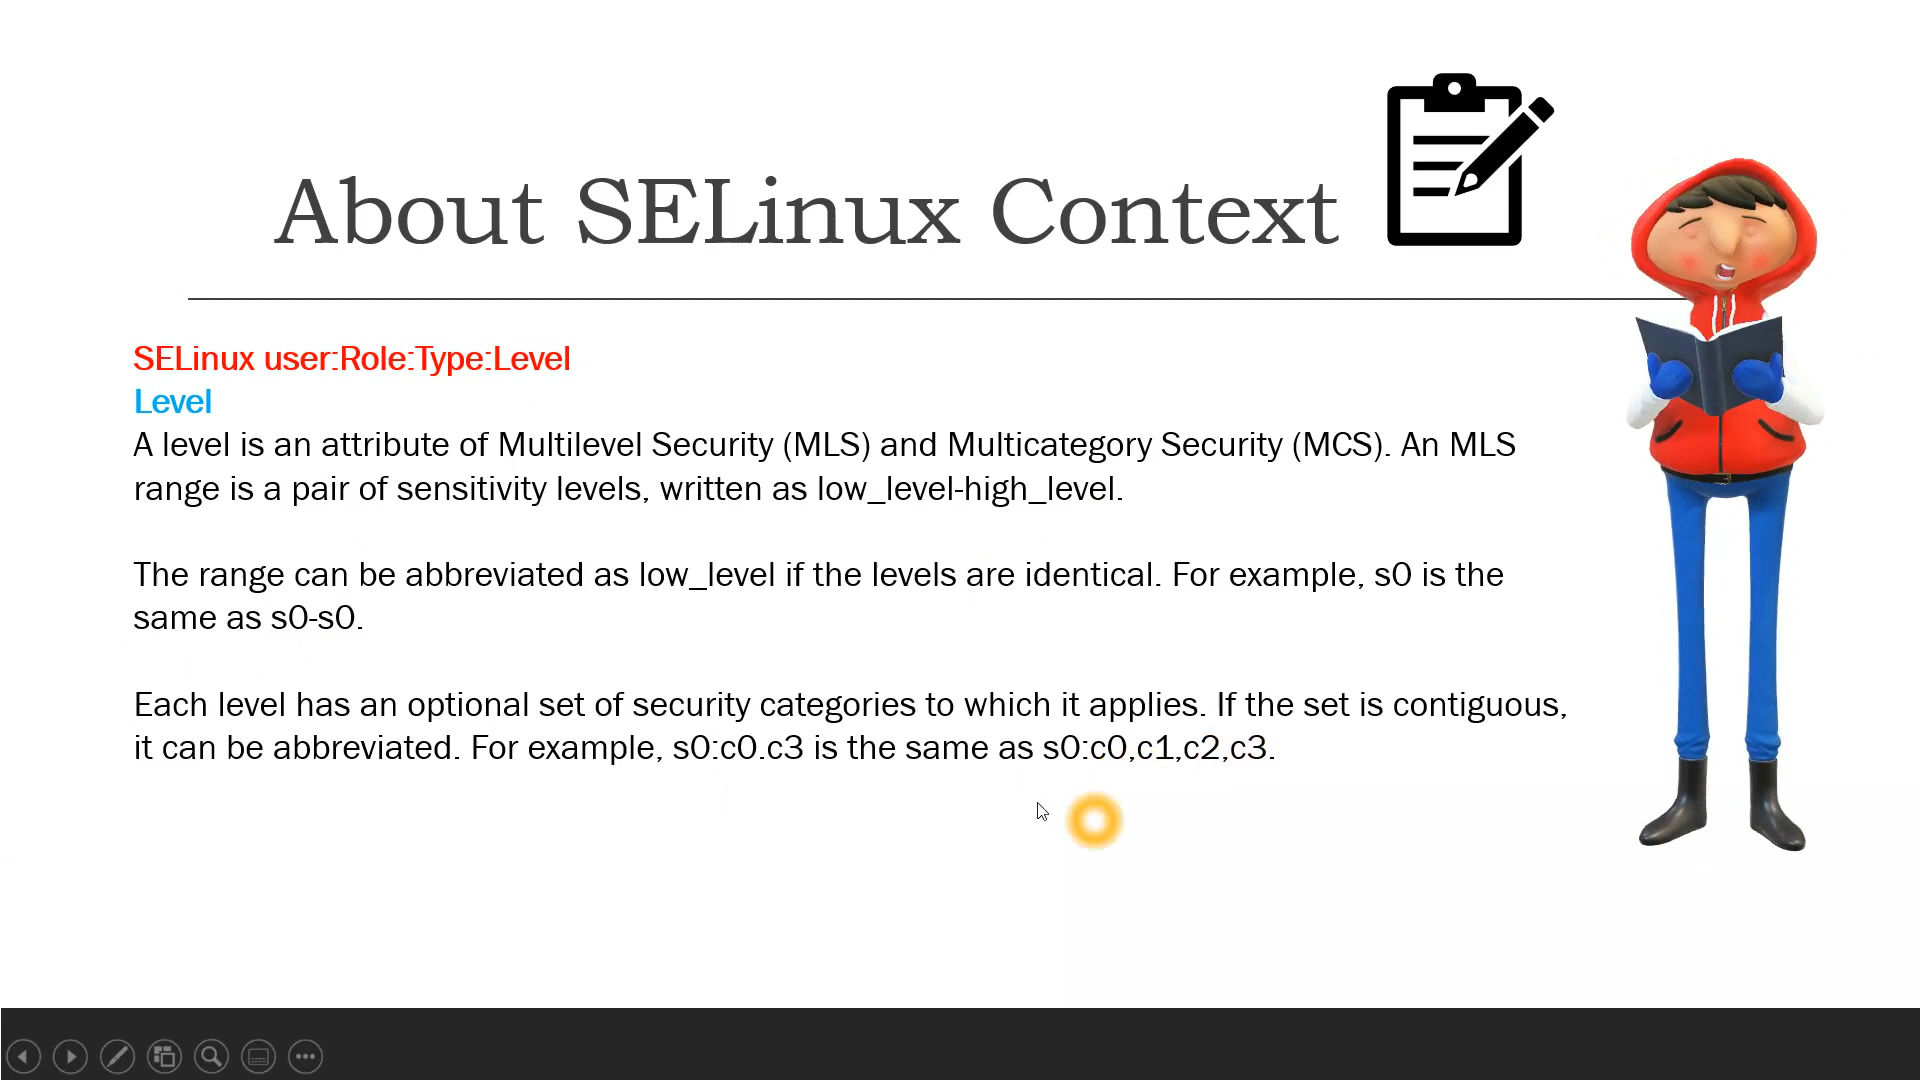 About SELinux Context
SELinux user:Role:Type:Level
Level
A level is an attribute of Multilevel Security (MLS) and Multicategory Security (MCS). An MLS
range is a pair of sensitivity levels, written as low_level-high_level.
The range can be abbreviated as low_level if the levels are identical. For example, s0 is the
same as s0-s0.
Each level has an optional set of security categories to which it applies. If the set is contiguous,
it can be abbreviated. For example, s0:c0.c3 is the same as s0:c0,c1,c2,c3.